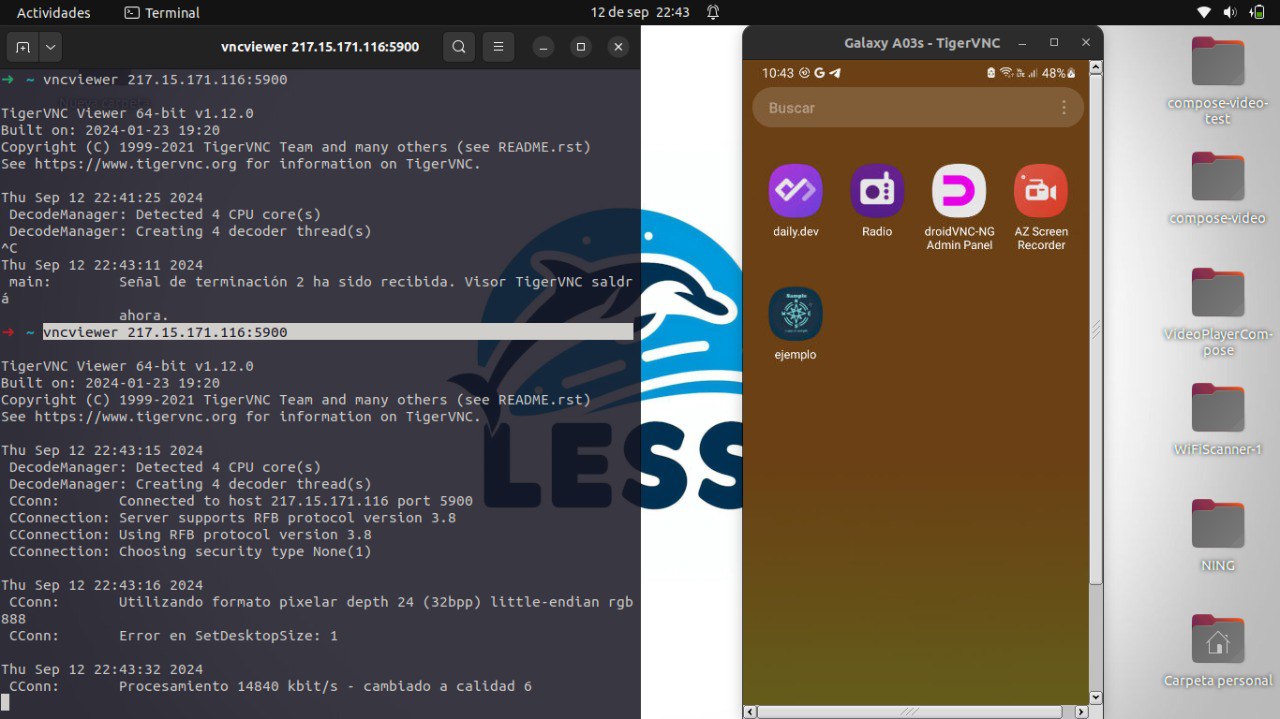 Actividades
Terminal
12 de sep 22:43
vncviewer 217.15.171.116:5900
➜ ~ vncviewer 217.15.171.116:5900
TigerVNC Viewer 64-bit v1.12.0
Built on: 2024-01-23 19:20
Copyright (C) 1999-2021 TigerVNC Team and many others (see README.rst)
See https://www.tigervnc.org for information on TigerVNC.
Thu Sep 12 22:41:25 2024
DecodeManager: Detected 4 CPU core(s)
DecodeManager: Creating 4 decoder thread(s)
^C
Thu Sep 12 22:43:11 2024
main: Señal de terminación 2 ha sido recibida. Visor TigerVNC saldr
á
ahora.
➜ ~ vncviewer 217.15.171.116:5900
TigerVNC Viewer 64-bit v1.12.0
Built on: 2024-01-23 19:20
Copyright (C) 1999-2021 TigerVNC Team and many others (see README.rst)
See https://www.tigervnc.org for information on TigerVNC.
Thu Sep 12 22:43:15 2024
DecodeManager: Detected 4 CPU core(s)
DecodeManager: Creating 4 decoder thread(s)
CConn: Connected to host 217.15.171.116 port 5900
CConnection: Server supports RFB protocol version 3.8
CConnection: Using RFB protocol version 3.8
CConnection: Choosing security type None(1)
Thu Sep 12 22:43:16 2024
CConn: Utilizando formato pixelar depth 24 (32bpp) little-endian rgb
888
CConn: Error en SetDesktopSize: 1
Thu Sep 12 22:43:32 2024
CConn: Procesamiento 14840 kbit/s - cambiado a calidad 6
LESS
Galaxy A03s - TigerVNC
10:43
48%
Buscar
daily.dev
Radio
droidVNC-NG
Admin Panel
AZ Screen
Recorder
Sample
ejemplo
compose-video-
test
compose-video
VideoPlayerCom-
pose
WiFiScanner-1
NING
Carpeta personal